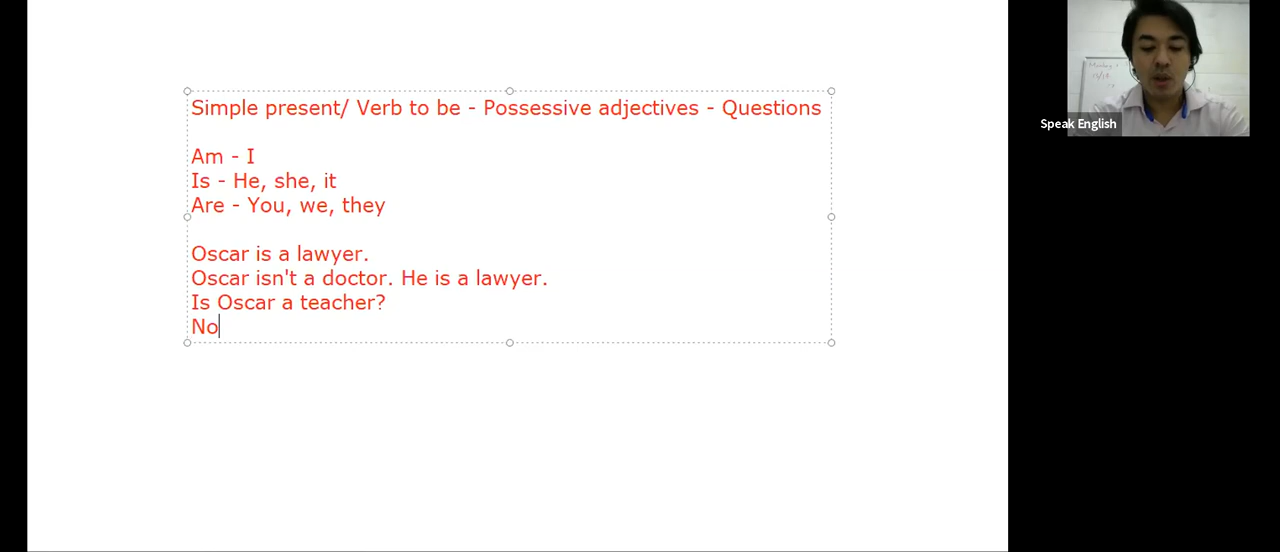 Simple present/ Verb to be - Possessive adjectives - Questions
Am - I
Is - He, she, it
Are - You, we, they
Oscar is a lawyer.
Oscar isn't a doctor. He is a lawyer.
Is Oscar a teacher?
No
Speak English